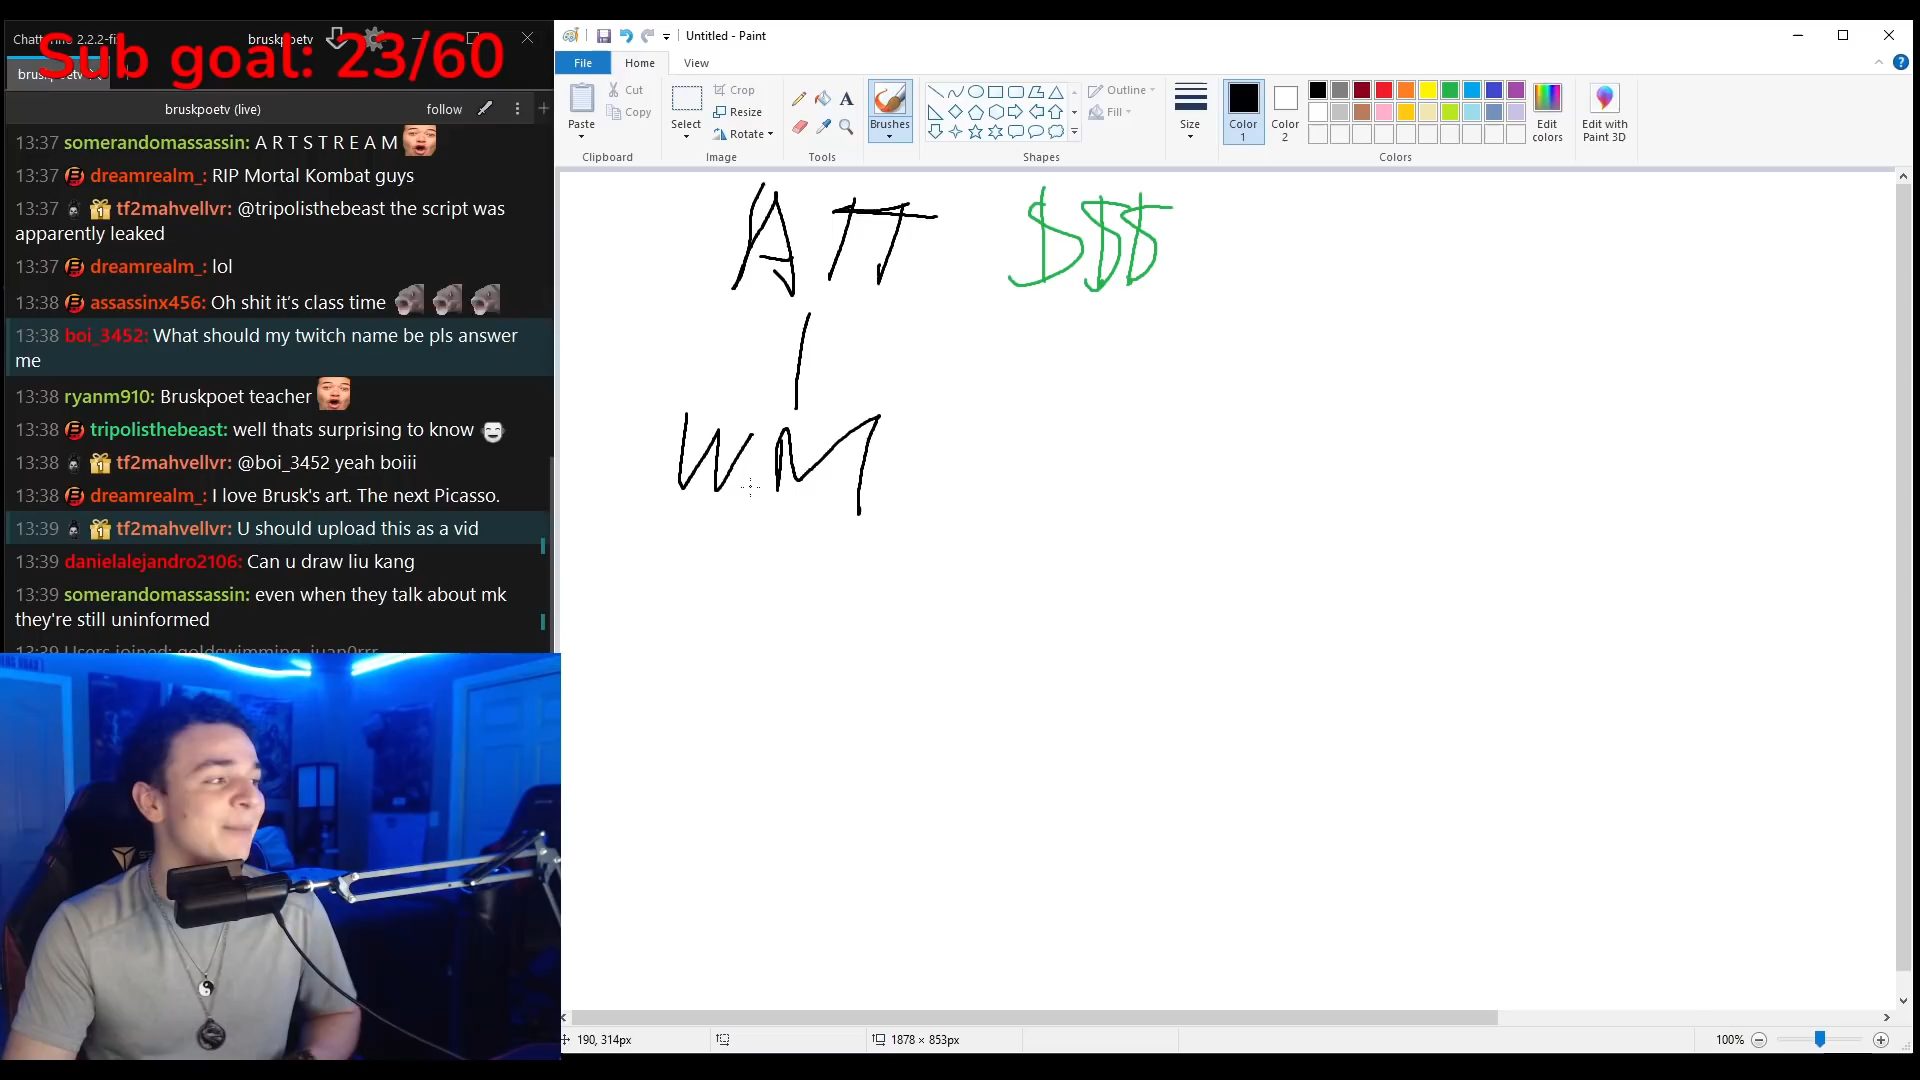 Sub goal: 23/60
bruskpoetv
bruskpoetv (live)
follow
13:37 somerandomassassin: A R T S T R E A M
13:37 dreamrealm_: RIP Mortal Kombat guys
13:37 tf2mahvellvr: @tripolisthebeast the script was
apparently leaked
13:37 dreamrealm_: lol
13:38 assassinx456: Oh shit it's class time
13:38 boi_3452: What should my twitch name be pls answer
me
13:38 ryanm910: Bruskpoet teacher
13:38 tripolisthebeast: well thats surprising to know
13:38 tf2mahvellvr: @boi_3452 yeah boiii
13:38 dreamrealm_: I love Brusk's art. The next Picasso.
13:39 tf2mahvellvr: U should upload this as a vid
13:39 danielalejandro2106: Can u draw liu kang
13:39 somerandomassassin: even when they talk about mk
they're still uninformed
13:39 Users joined: goldswimming, juan0rrr
Untitled - Paint
File Home View
Paste
Cut
Copy
Clipboard
Select
Crop
Resize
Rotate
Image
A
Tools
Brushes
Outline
Fill
Shapes
Size
Color
1
Color
2
Edit
colors
Edit with
Paint 3D
Colors
ATT $$$
WM
190, 314px
1878 × 853px
100%